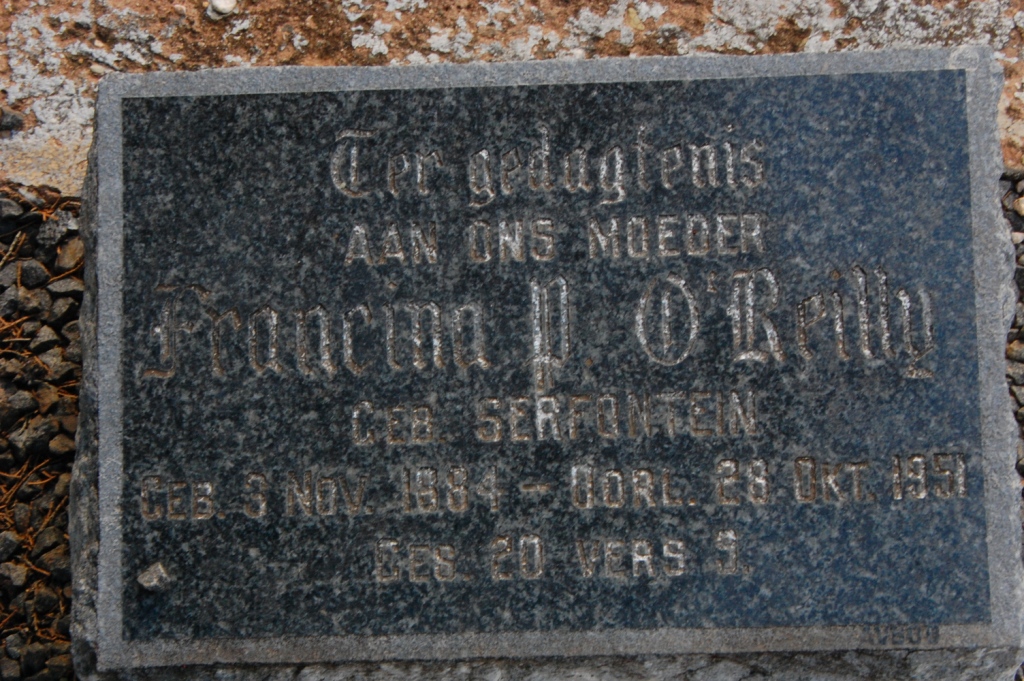 Ter gedagtenis
AAN ONS MOEDER
Francina P. O'Reilly
GEB. SERFONTEIN
GEB. 3 NOV. 1884 - OORL. 28 OKT. 1951
GES. 20 VERS 3.